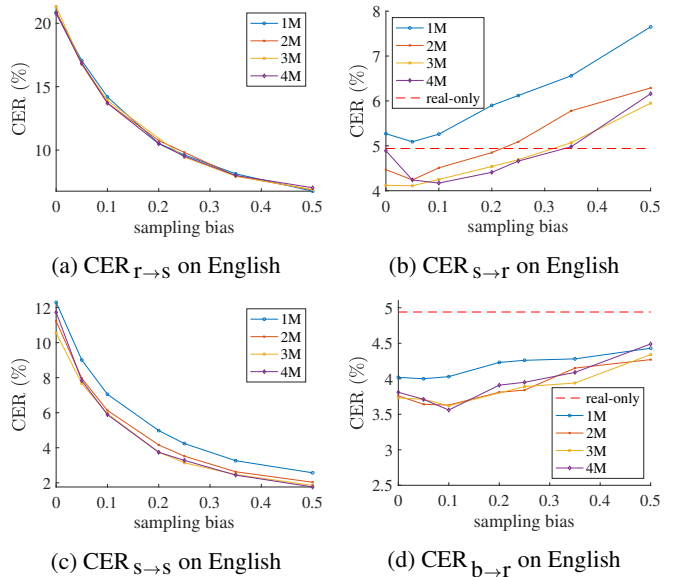 20
15
10
CER (%)
0
0.1
0.2
0.3
0.4
0.5
sampling bias
1M
2M
3M
4M
(a) CER r→s on English
8
7
6
5
4
CER (%)
0
0.1
0.2
0.3
0.4
0.5
sampling bias
1M
2M
3M
4M
real-only
(b) CER s→r on English
12
10
8
6
4
2
CER (%)
0
0.1
0.2
0.3
0.4
0.5
sampling bias
1M
2M
3M
4M
(c) CER s→s on English
5
4.5
4
3.5
3
2.5
CER (%)
0
0.1
0.2
0.3
0.4
0.5
sampling bias
real-only
1M
2M
3M
4M
(d) CER b→r on English